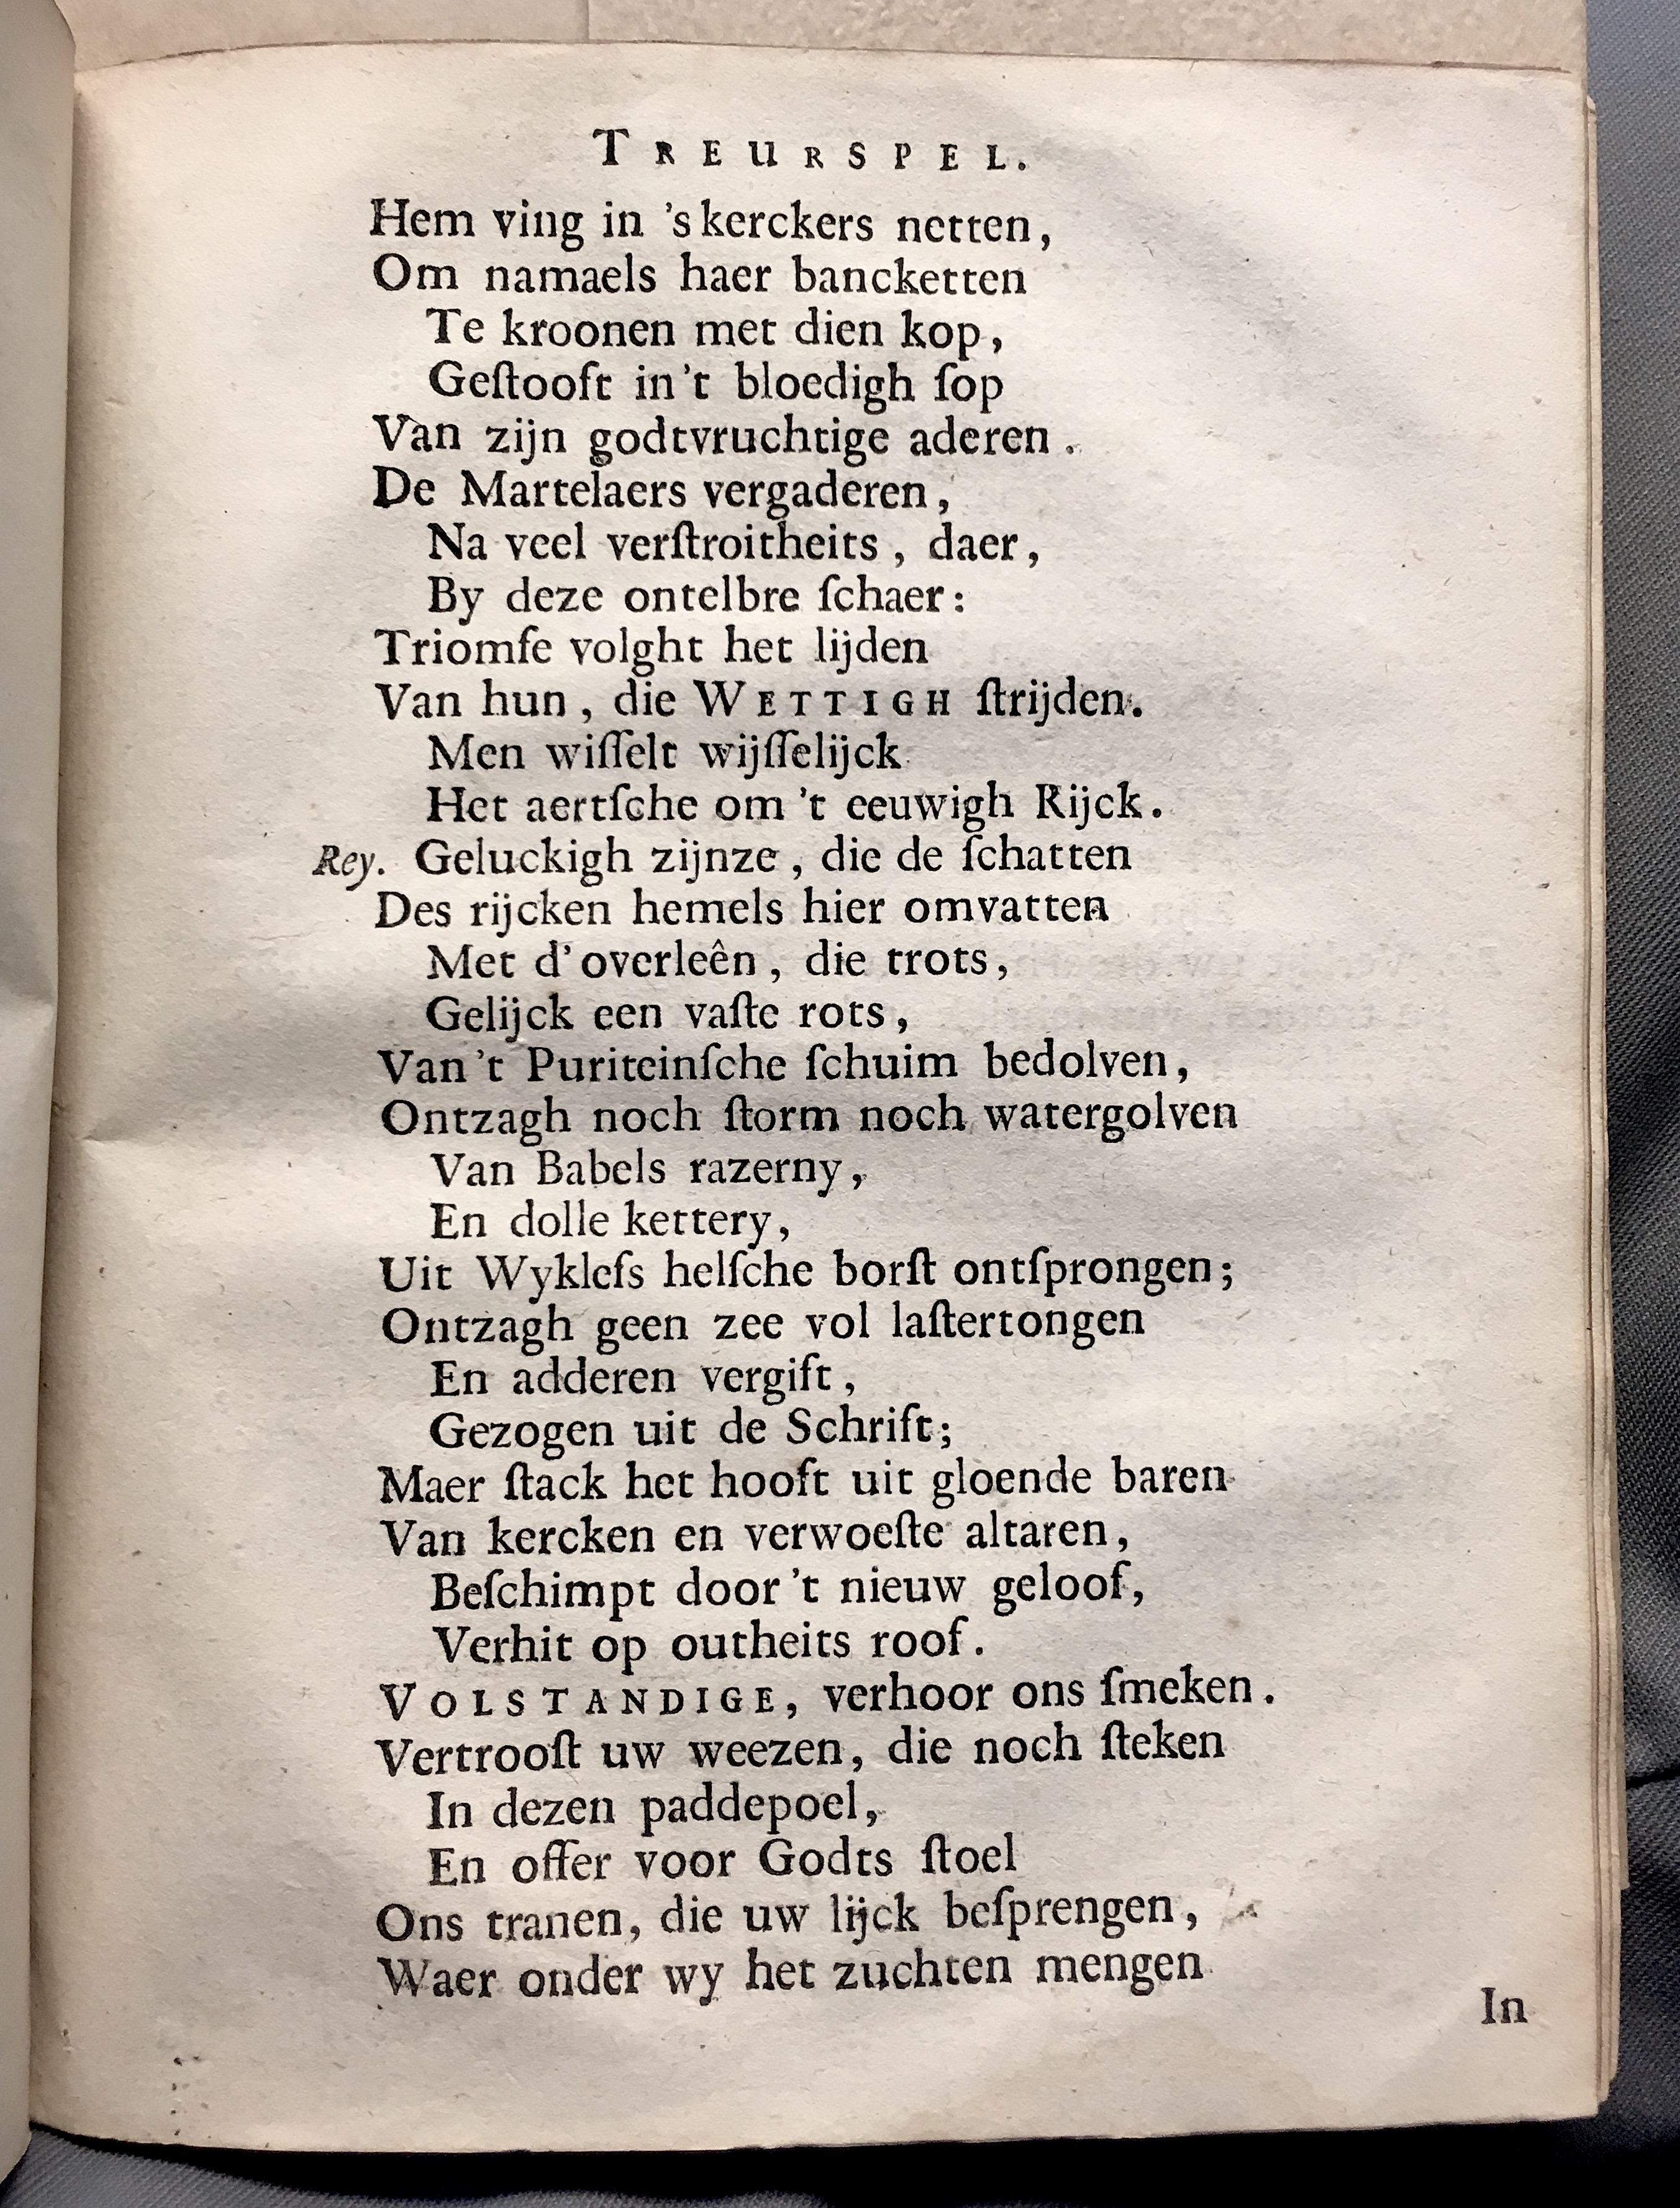 TREURSPEL.
Hem ving in 'skerckers netten,
Om namaels haer bancketten
Te kroonen met dien kop,
Geſtooft in't bloedigh ſop
Van zijn godtvruchtige aderen.
De Martelaers vergaderen,
Na veel verſtroitheits, daer,
By deze ontelbre ſchaer:
Triomfe volght het lijden
Van hun, die WETTIGH ſtrijden.
Men wiſſelt wijſſelijck
Het aertſche om 't eeuwigh Rijck.
Rey. Geluckigh zijnze, die de ſchatten
Des rijcken hemels hier omvatten
Met d'overleên, die trots,
Gelijck een vaſte rots,
Van't Puriteinſche ſchuim bedolven,
Ontzagh noch ſtorm noch watergolven
Van Babels razerny,
En dolle kettery,
Uit Wyklefs helſche borſt ontſprongen;
Ontzagh geen zee vol laſtertongen
En adderen vergift,
Gezogen uit de Schrift;
Maer ſtack het hooft uit gloende baren
Van kercken en verwoeſte altaren,
Beſchimpt door 't nieuw geloof,
Verhit op outheits roof.
VOLSTANDIGE, verhoor ons ſmeken.
Vertrooſt uw weezen, die noch ſteken
In dezen paddepoel,
En offer voor Godts ſtoel
Ons tranen, die uw lijck beſprengen,
Waer onder wy het zuchten mengen
In